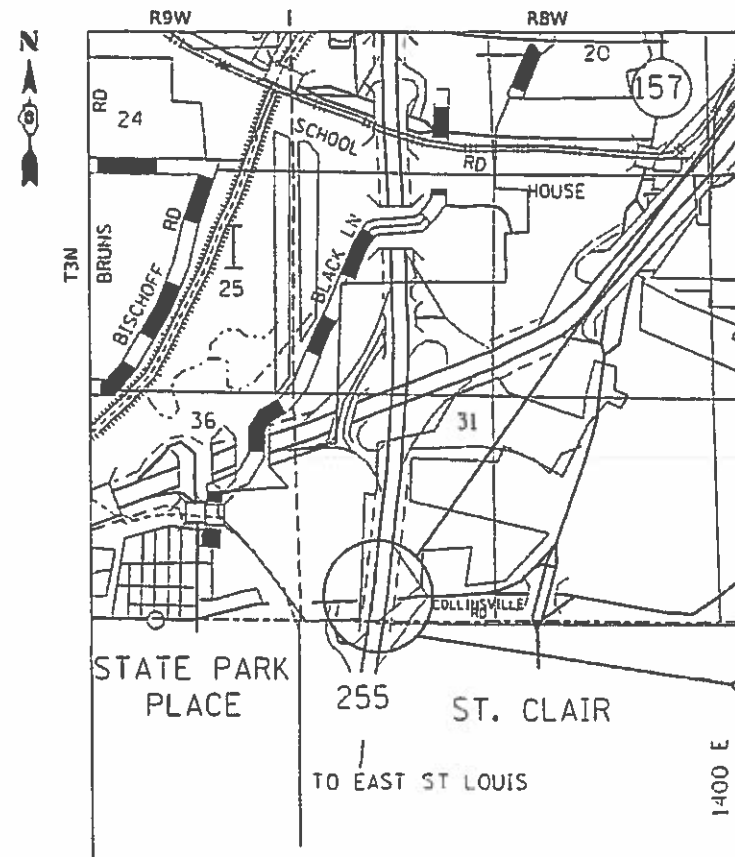 R9W
R8W
N
20
157
RD
24
SCHOOL
RD
HOUSE
T3N
BRUNS
BISCHOFF RD
25
BLACK LN
36
31
COLLINSVILLE
RD
STATE PARK
PLACE
255
ST. CLAIR
TO EAST ST LOUIS
1400 E